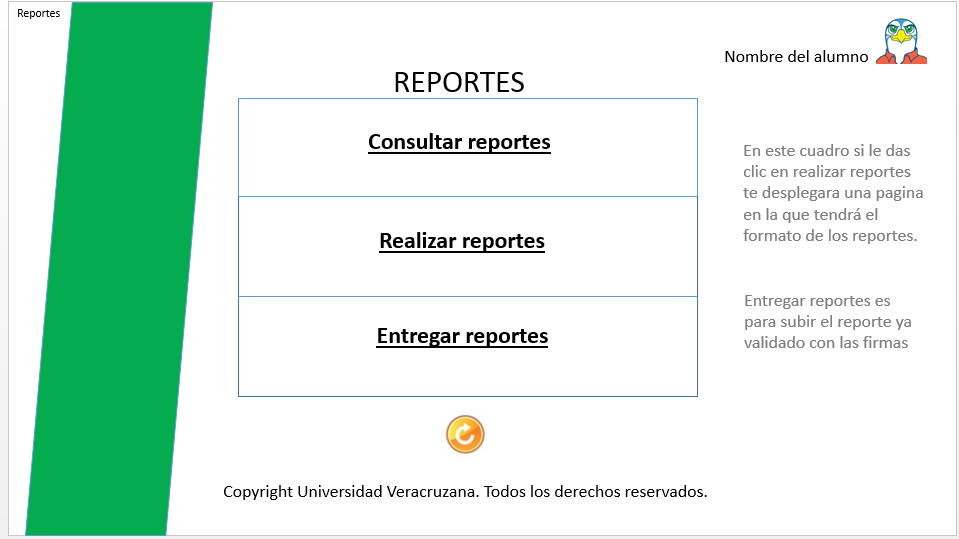 Reportes
Nombre del alumno
REPORTES
Consultar reportes
Realizar reportes
Entregar reportes
En este cuadro si le das
clic en realizar reportes
te desplegara una pagina
en la que tendrá el
formato de los reportes.
Entregar reportes es
para subir el reporte ya
validado con las firmas
Copyright Universidad Veracruzana. Todos los derechos reservados.